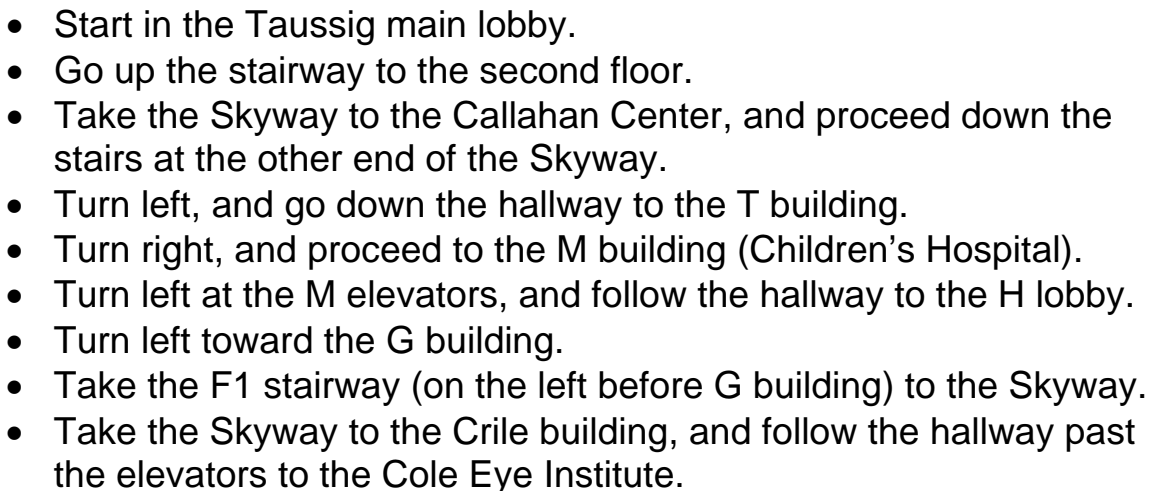 • Start in the Taussig main lobby.
• Go up the stairway to the second floor.
• Take the Skyway to the Callahan Center, and proceed down the
stairs at the other end of the Skyway.
• Turn left, and go down the hallway to the T building.
• Turn right, and proceed to the M building (Children’s Hospital).
• Turn left at the M elevators, and follow the hallway to the H lobby.
• Turn left toward the G building.
• Take the F1 stairway (on the left before G building) to the Skyway.
• Take the Skyway to the Crile building, and follow the hallway past
the elevators to the Cole Eye Institute.